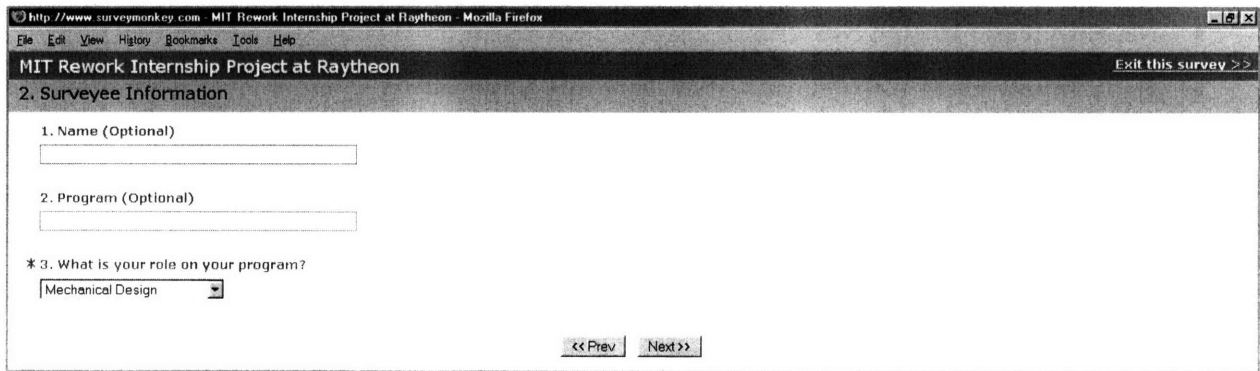 http://www.surveymonkey.com - MIT Rework Internship Project at Raytheon - Mozilla Firefox
File Edit View History Bookmarks Tools Help
MIT Rework Internship Project at Raytheon
Exit this survey >>
2. Surveyee Information
1. Name (Optional)
2. Program (Optional)
* 3. What is your role on your program?
Mechanical Design
<< Prev Next >>